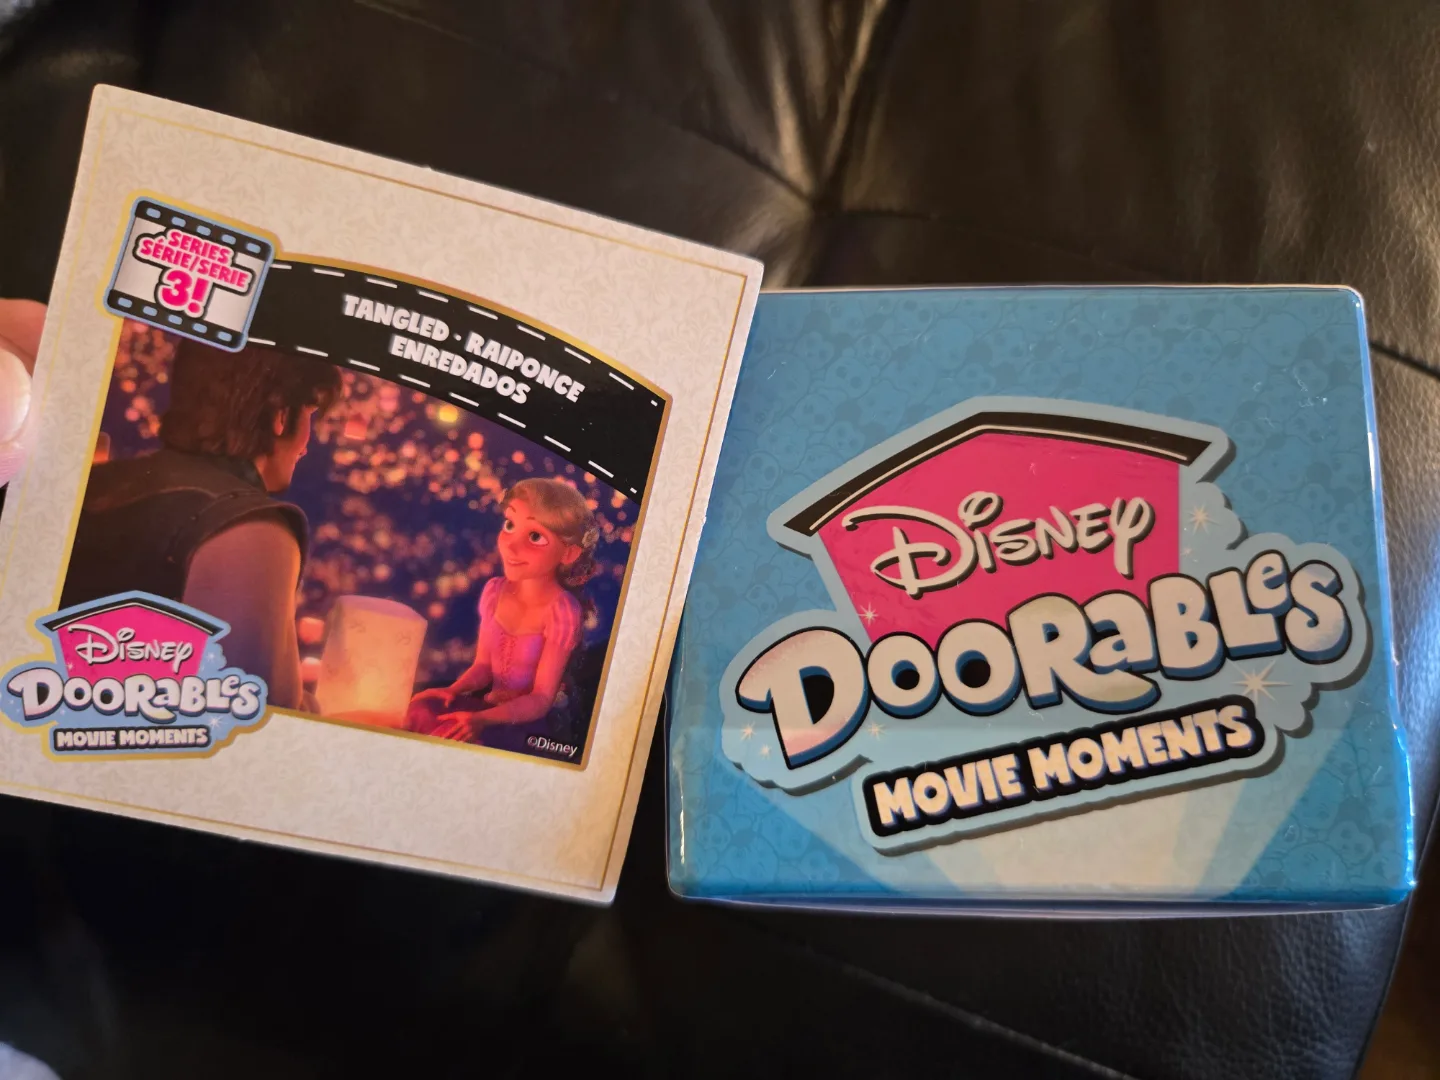 SERIES
SÉRIE/SERIE
3!
TANGLED · RAIPONCE
ENREDADOS
DISNEY
DOORABLES
MOVIE MOMENTS
©Disney
DISNEY
DOORABLES
MOVIE MOMENTS